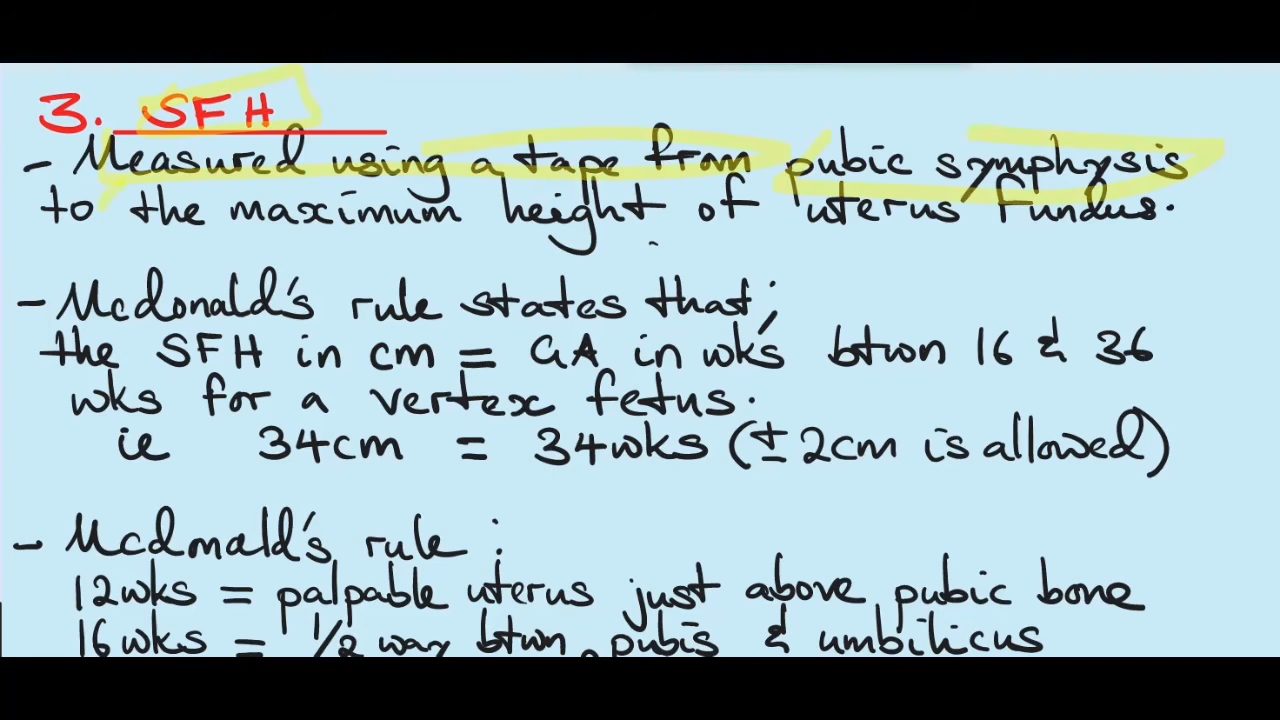 3. SFH
- Measured using a tape from pubic symphysis
to the maximum height of uterus fundus.
- Mcdonald's rule states that;
the SFH in cm = GA in wk's btwn 16 & 36
wks for a vertex fetus.
ie 34cm = 34wks (± 2cm is allowed)
- Mcdonald's rule :
12wks = palpable uterus just above pubic bone
16wks = 1/2 way btwn pubis & umbilicus